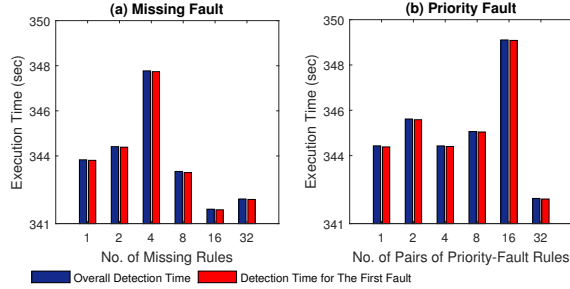 (a) Missing Fault
350
348
346
344
341
Execution Time (sec)
1 2 4 8 16 32
No. of Missing Rules
(b) Priority Fault
350
348
346
344
341
Execution Time (sec)
1 2 4 8 16 32
No. of Pairs of Priority-Fault Rules
Overall Detection Time
Detection Time for The First Fault